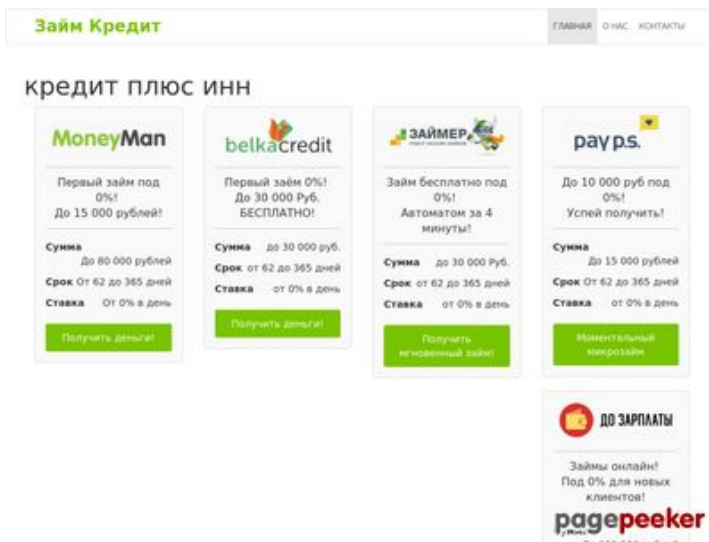 Займ Кредит
ГЛАВНАЯ О НАС КОНТАКТЫ
кредит плюс инн
MoneyMan
Первый займ под
0%!
До 15 000 рублей!
Сумма
До 80 000 рублей
Срок От 62 до 365 дней
Ставка От 0% в день
Получить деньги!
belkacredit
Первый заём 0%!
До 30 000 Руб.
БЕСПЛАТНО!
Сумма до 30 000 руб.
Срок от 62 до 365 дней
Ставка от 0% в день
Получить деньги!
ЗАЙМЕР
Займ бесплатно под
0%!
Автоматом за 4
минуты!
Сумма до 30 000 Руб.
Срок от 62 до 365 дней
Ставка от 0% в день
Получить
мгновенный займ!
pay p.s.
До 10 000 руб под
0%!
Успей получить!
Сумма
До 15 000 рублей
Срок От 62 до 365 дней
Ставка От 0% в день
Моментальный
микрозайм
ДО ЗАРПЛАТЫ
Займы онлайн!
Под 0% для новых
клиентов!
pagepeeker